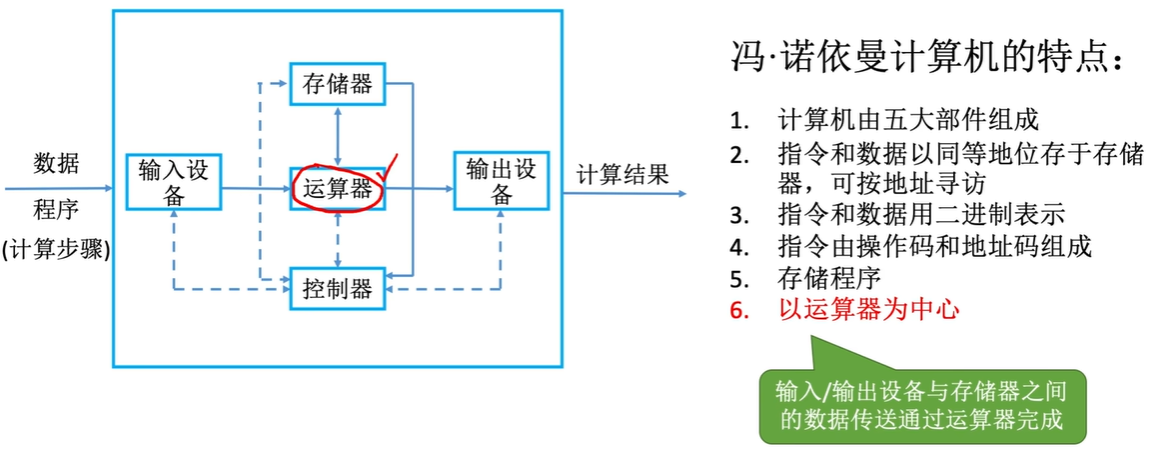 数据
程序
(计算步骤)
输入设
备
存储器
运算器
控制器
输出设
备
计算结果
冯·诺依曼计算机的特点：
1. 计算机由五大部件组成
2. 指令和数据以同等地位存于存储
器，可按地址寻访
3. 指令和数据用二进制表示
4. 指令由操作码和地址码组成
5. 存储程序
6. 以运算器为中心
输入/输出设备与存储器之间
的数据传送通过运算器完成